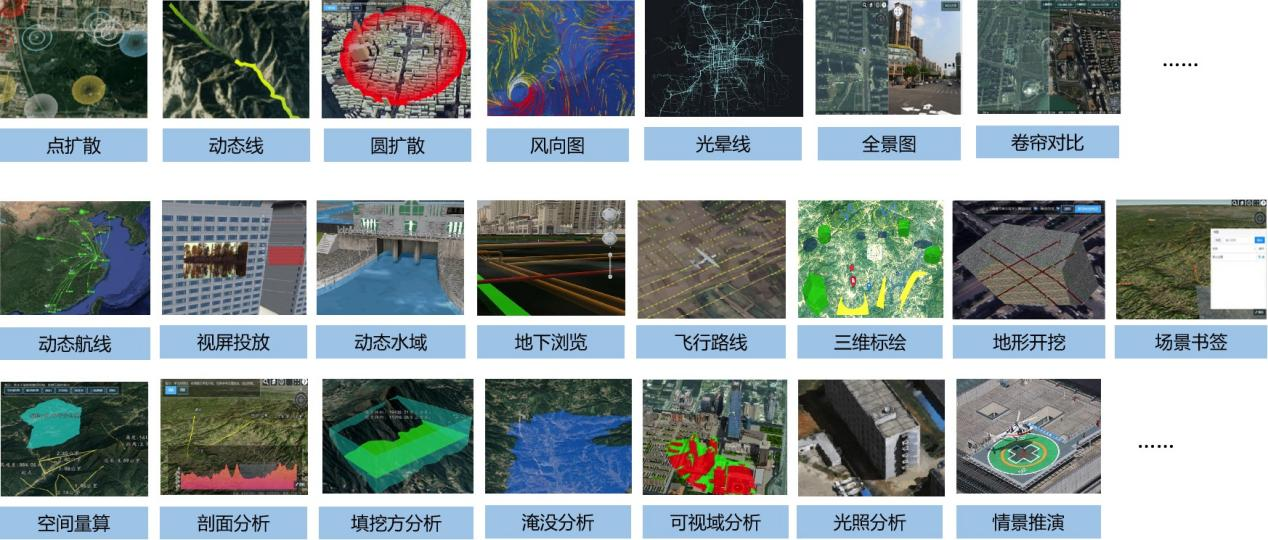 点扩散
动态线
圆扩散
风向图
光晕线
全景图
卷帘对比
……
动态航线
视屏投放
动态水域
地下浏览
飞行路线
三维标绘
地形开挖
场景书签
空间量算
剖面分析
填挖方分析
淹没分析
可视域分析
光照分析
情景推演
……